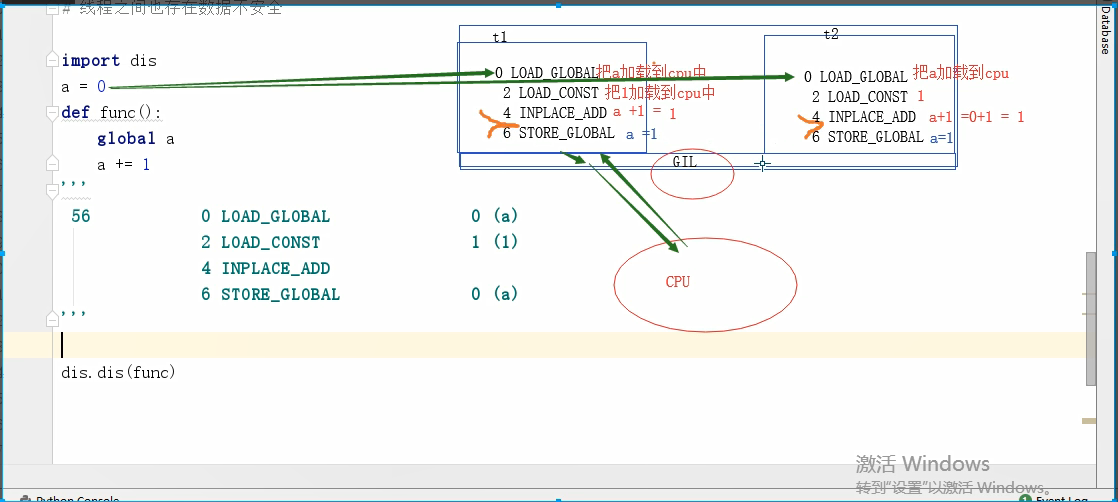 # 线程之间也存在数据不安全
import dis
a = 0
def func():
global a
a += 1
'''
56 0 LOAD_GLOBAL 0 (a)
2 LOAD_CONST 1 (1)
4 INPLACE_ADD
6 STORE_GLOBAL 0 (a)
'''
dis.dis(func)
t1
0 LOAD_GLOBAL 把a加载到cpu中
2 LOAD_CONST 把1加载到cpu中
4 INPLACE_ADD a +1 = 1
6 STORE_GLOBAL a =1
t2
0 LOAD_GLOBAL 把a加载到cpu
2 LOAD_CONST 1
4 INPLACE_ADD a+1 =0+1 = 1
6 STORE_GLOBAL a=1
GIL
CPU
Database
激活 Windows
转到"设置"以激活 Windows。
Python Console
1 Event Log